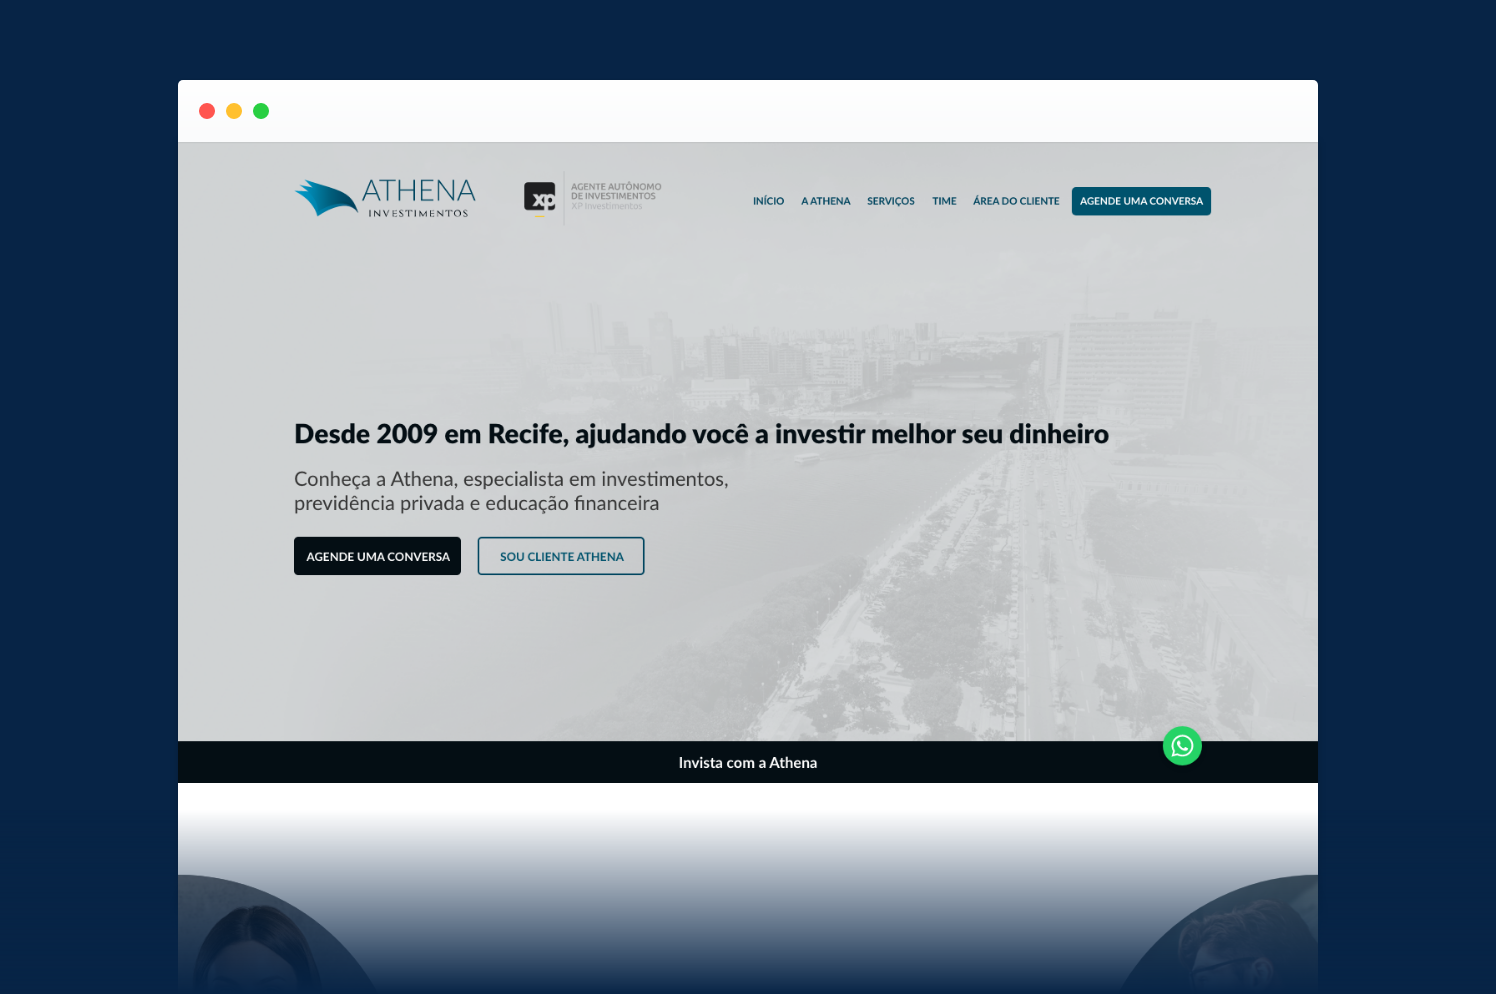 ATHENA
INVESTIMENTOS
xp
AGENTE AUTÔNOMO
DE INVESTIMENTOS
XP Investimentos
INÍCIO A ATHENA SERVIÇOS TIME ÁREA DO CLIENTE AGENDE UMA CONVERSA
Desde 2009 em Recife, ajudando você a investir melhor seu dinheiro
Conheça a Athena, especialista em investimentos,
previdência privada e educação financeira
AGENDE UMA CONVERSA SOU CLIENTE ATHENA
Invista com a Athena